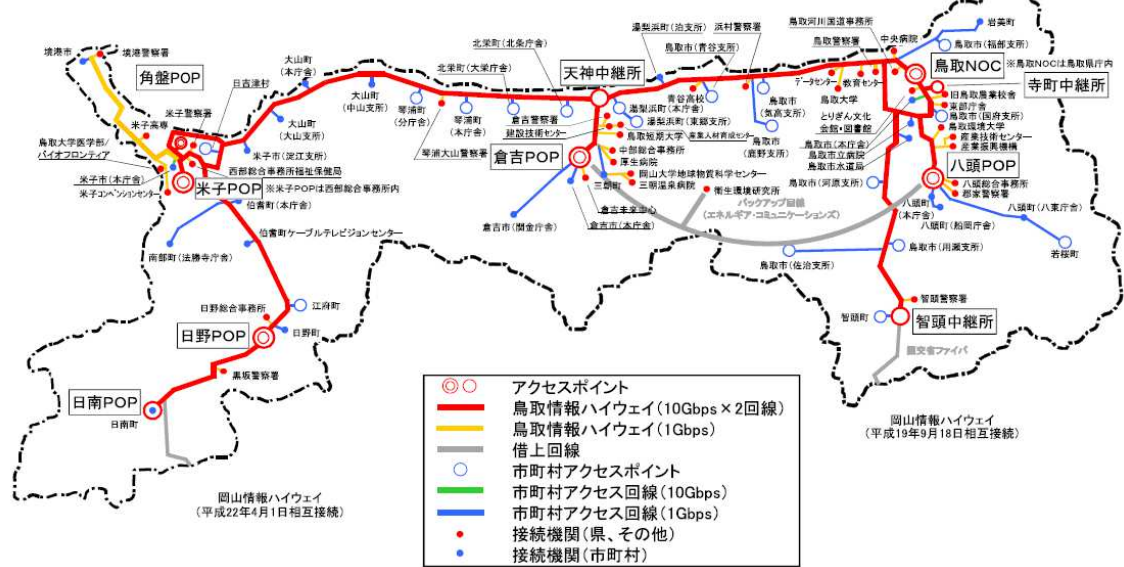 境港市
境港警察署
角盤POP
日吉津村
米子警察署
米子高専
鳥取大学医学部/
バイオフロンティア
米子市(本庁舎)
米子コンベンションセンター
米子POP
※米子POPは西部総合事務所内
西部総合事務所福祉保健局
米子市(淀江支所)
大山町
(本庁舎)
大山町
(大山支所)
大山町
(中山支所)
琴浦町
(分庁舎)
琴浦大山警察署
北栄町(大栄庁舎)
琴浦町
(本庁舎)
北栄町(北条庁舎)
倉吉警察署
建設技術センター
天神中継所
湯梨浜町(泊支所)
湯梨浜町(本庁舎)
湯梨浜町(東郷支所)
鳥取短期大学
産業人材育成センター
中部総合事務所
厚生病院
岡山大学地球物質科学センター
三朝町
三朝温泉病院
倉吉POP
倉吉未来中心
倉吉市(本庁舎)
倉吉市(関金庁舎)
衛生環境研究所
バックアップ回線
(エネルギア・コミュニケーションズ)
鳥取市(青谷支所)
青谷高校
浜村警察署
鳥取市
(気高支所)
鳥取市
(鹿野支所)
データセンター
教育センター
鳥取大学
鳥取河川国道事務所
鳥取警察署
中央病院
岩美町
鳥取市(福部支所)
鳥取NOC
※鳥取NOCは鳥取県庁内
寺町中継所
旧鳥取農業校舎
東部庁舎
鳥取市(国府支所)
鳥取環境大学
産業技術センター
産業振興機構
とりぎん文化
会館・図書館
鳥取市(本庁舎)
鳥取市立病院
鳥取市水道局
鳥取市(河原支所)
八頭POP
八頭総合事務所
郡家警察署
八頭町
(本庁舎)
八頭町(八東庁舎)
八頭町(船岡庁舎)
若桜町
鳥取市(用瀬支所)
鳥取市(佐治支所)
智頭警察署
智頭町
智頭中継所
国交省ファイバ
岡山情報ハイウェイ
(平成19年9月18日相互接続)
伯耆町(本庁舎)
伯耆町ケーブルテレビジョンセンター
南部町(法勝寺庁舎)
日野総合事務所
江府町
日野POP
日野町
黒坂警察署
日南POP
日南町
岡山情報ハイウェイ
(平成22年4月1日相互接続)
アクセスポイント
鳥取情報ハイウェイ(10Gbps×2回線)
鳥取情報ハイウェイ(1Gbps)
借上回線
市町村アクセスポイント
市町村アクセス回線(10Gbps)
市町村アクセス回線(1Gbps)
接続機関(県、その他)
接続機関(市町村)